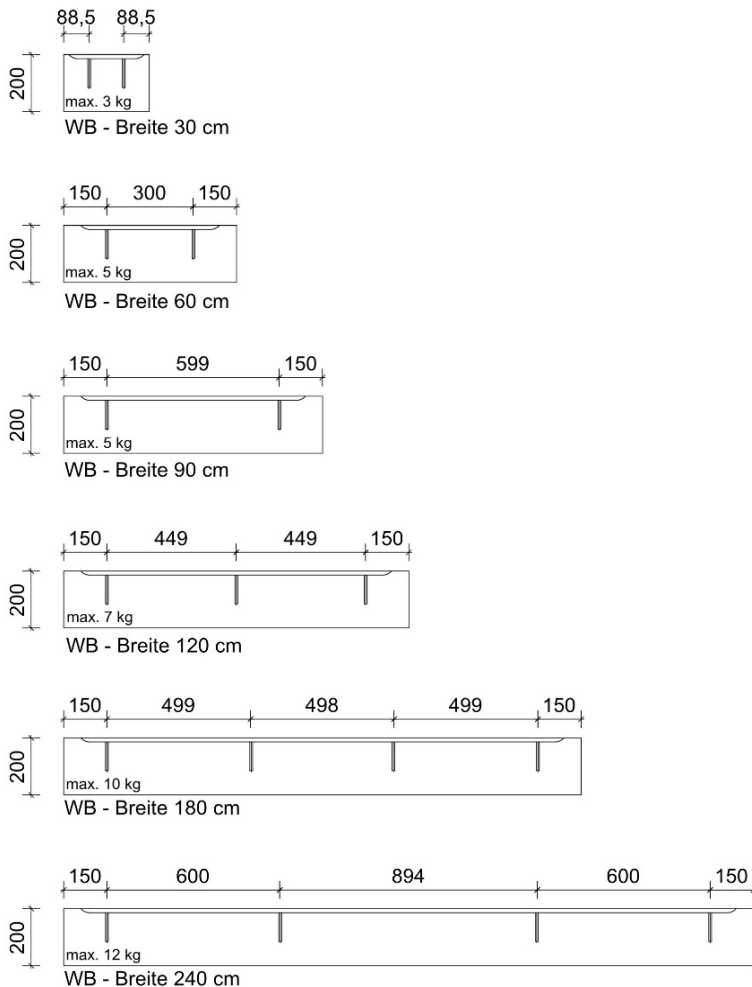 88,5 88,5
200
max. 3 kg
WB - Breite 30 cm
150 300 150
200
max. 5 kg
WB - Breite 60 cm
150 599 150
200
max. 5 kg
WB - Breite 90 cm
150 449 449 150
200
max. 7 kg
WB - Breite 120 cm
150 499 498 499 150
200
max. 10 kg
WB - Breite 180 cm
150 600 894 600 150
200
max. 12 kg
WB - Breite 240 cm